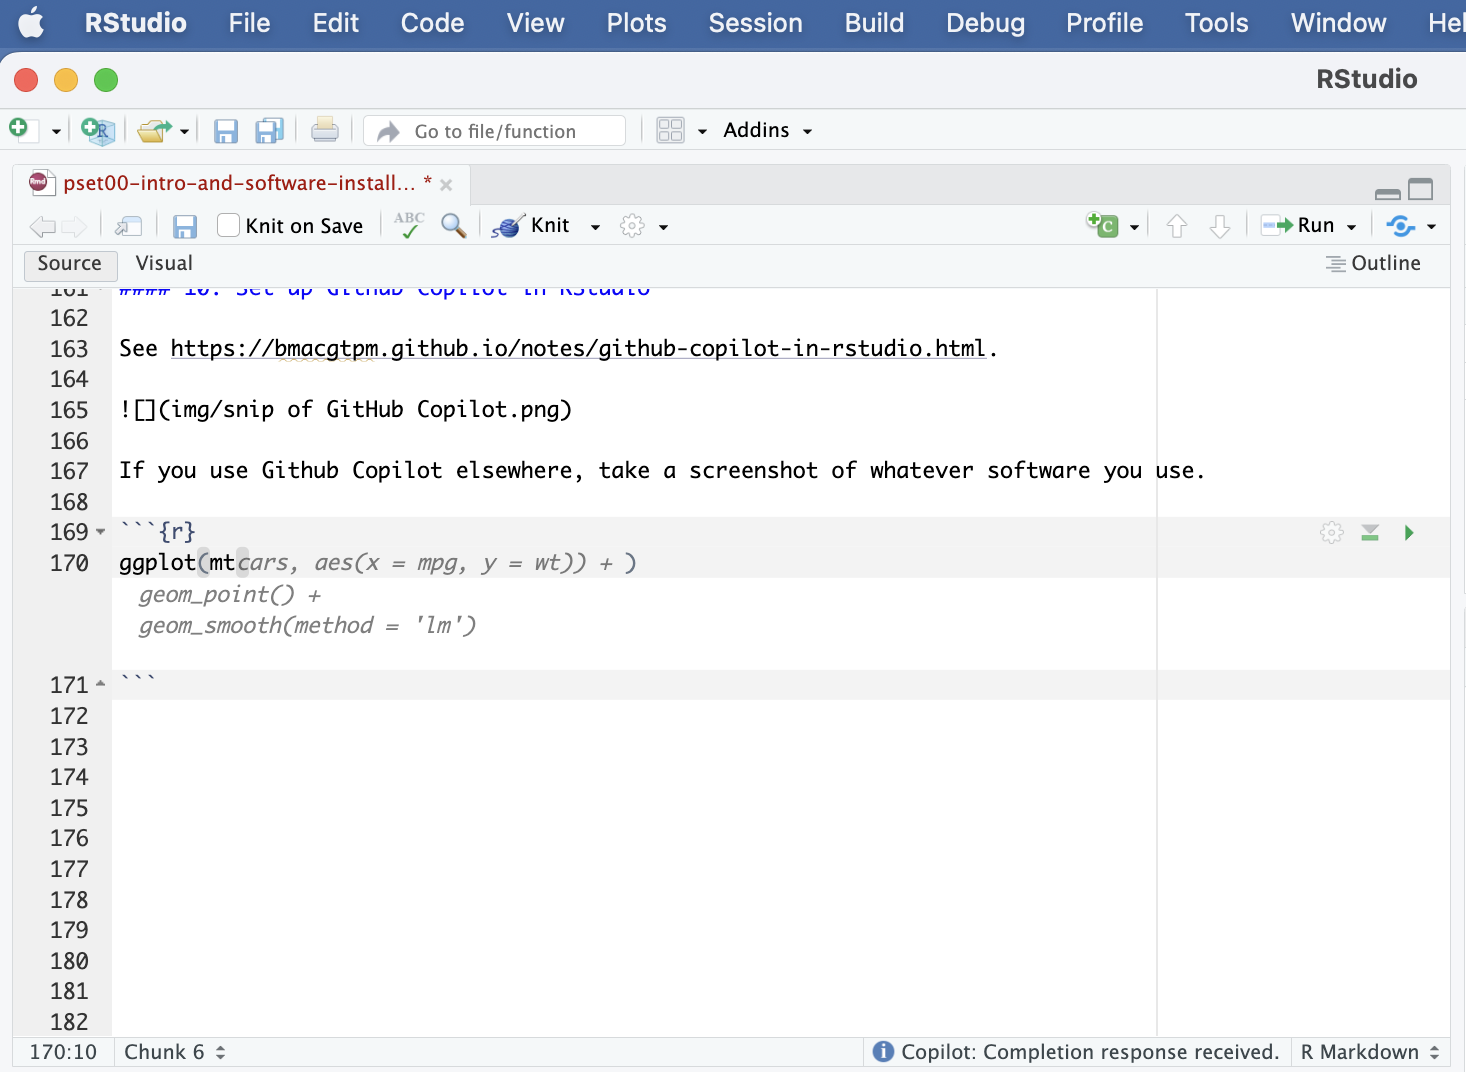 RStudio File Edit Code View Plots Session Build Debug Profile Tools Window Hel
RStudio
Go to file/function Addins
pset00-intro-and-software-install... *
Knit on Save ABC Knit Run
Source Visual Outline
161 #### 10. Set up Github Copilot in RStudio
162
163 See https://bmacgtpm.github.io/notes/github-copilot-in-rstudio.html.
164
165 ![](img/snip of GitHub Copilot.png)
166
167 If you use Github Copilot elsewhere, take a screenshot of whatever software you use.
168
169 ```{r}
170 ggplot(mtcars, aes(x = mpg, y = wt)) + )
geom_point() +
geom_smooth(method = 'lm')
171 ```
172
173
174
175
176
177
178
179
180
181
182
170:10 Chunk 6 Copilot: Completion response received. R Markdown